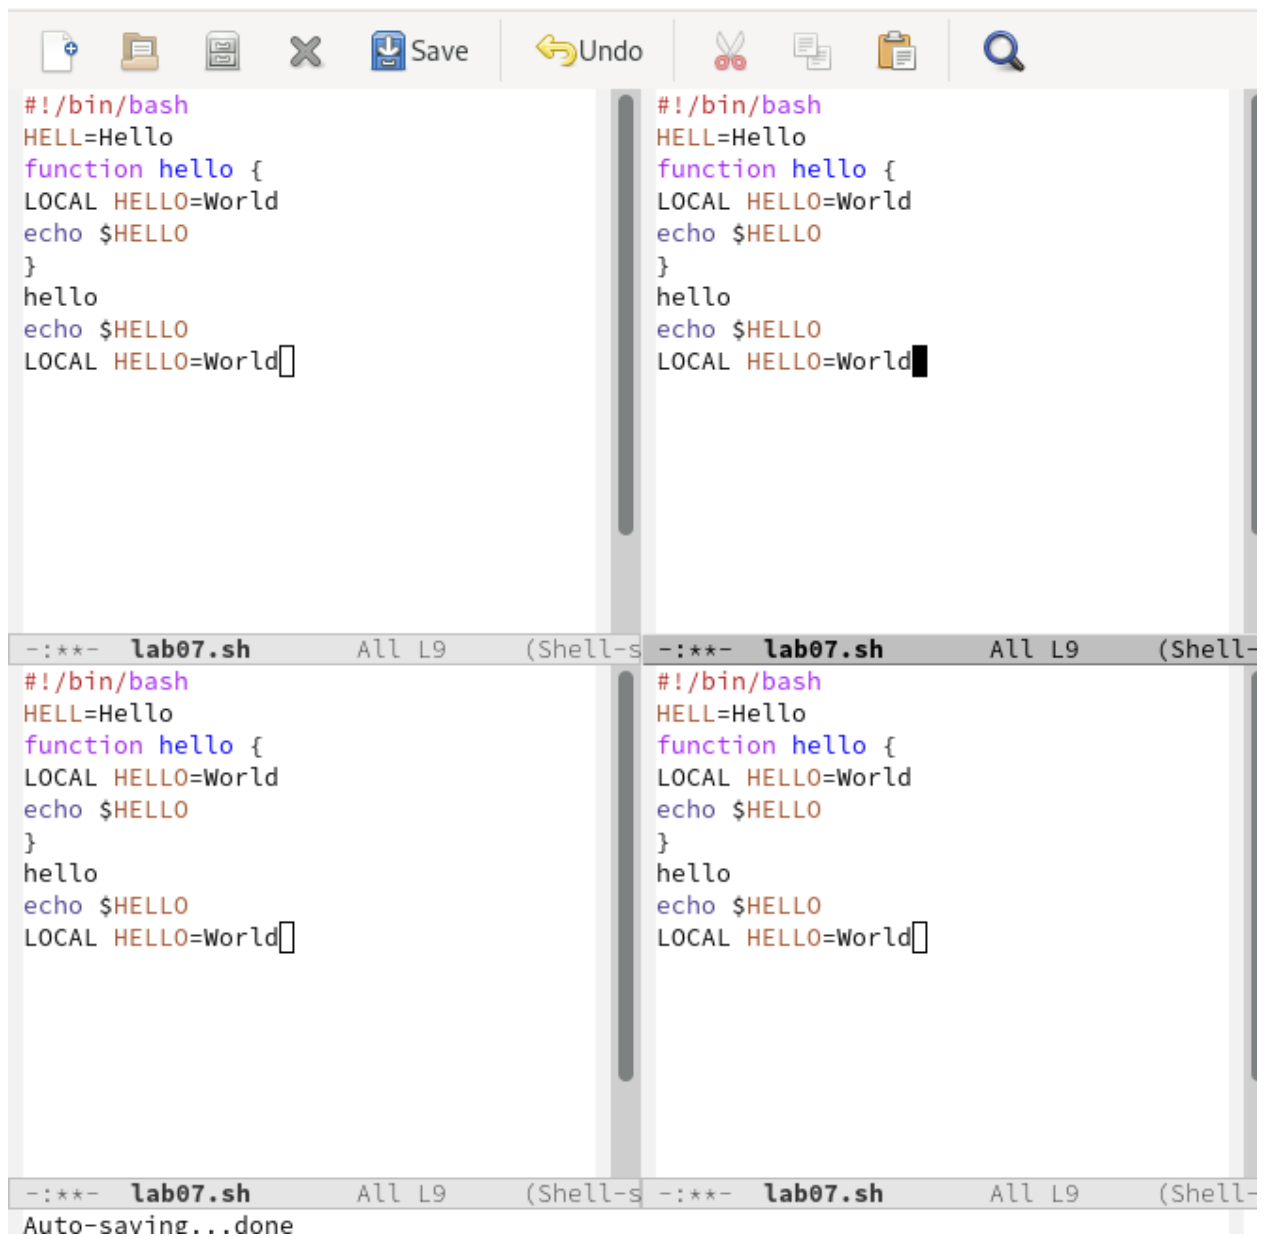 Save Undo
#!/bin/bash
HELL=Hello
function hello {
LOCAL HELLO=World
echo $HELLO
}
hello
echo $HELLO
LOCAL HELLO=World
-:**- lab07.sh All L9 (Shell-s
#!/bin/bash
HELL=Hello
function hello {
LOCAL HELLO=World
echo $HELLO
}
hello
echo $HELLO
LOCAL HELLO=World
-:**- lab07.sh All L9 (Shell-
#!/bin/bash
HELL=Hello
function hello {
LOCAL HELLO=World
echo $HELLO
}
hello
echo $HELLO
LOCAL HELLO=World
-:**- lab07.sh All L9 (Shell-s
#!/bin/bash
HELL=Hello
function hello {
LOCAL HELLO=World
echo $HELLO
}
hello
echo $HELLO
LOCAL HELLO=World
-:**- lab07.sh All L9 (Shell-
Auto-saving...done